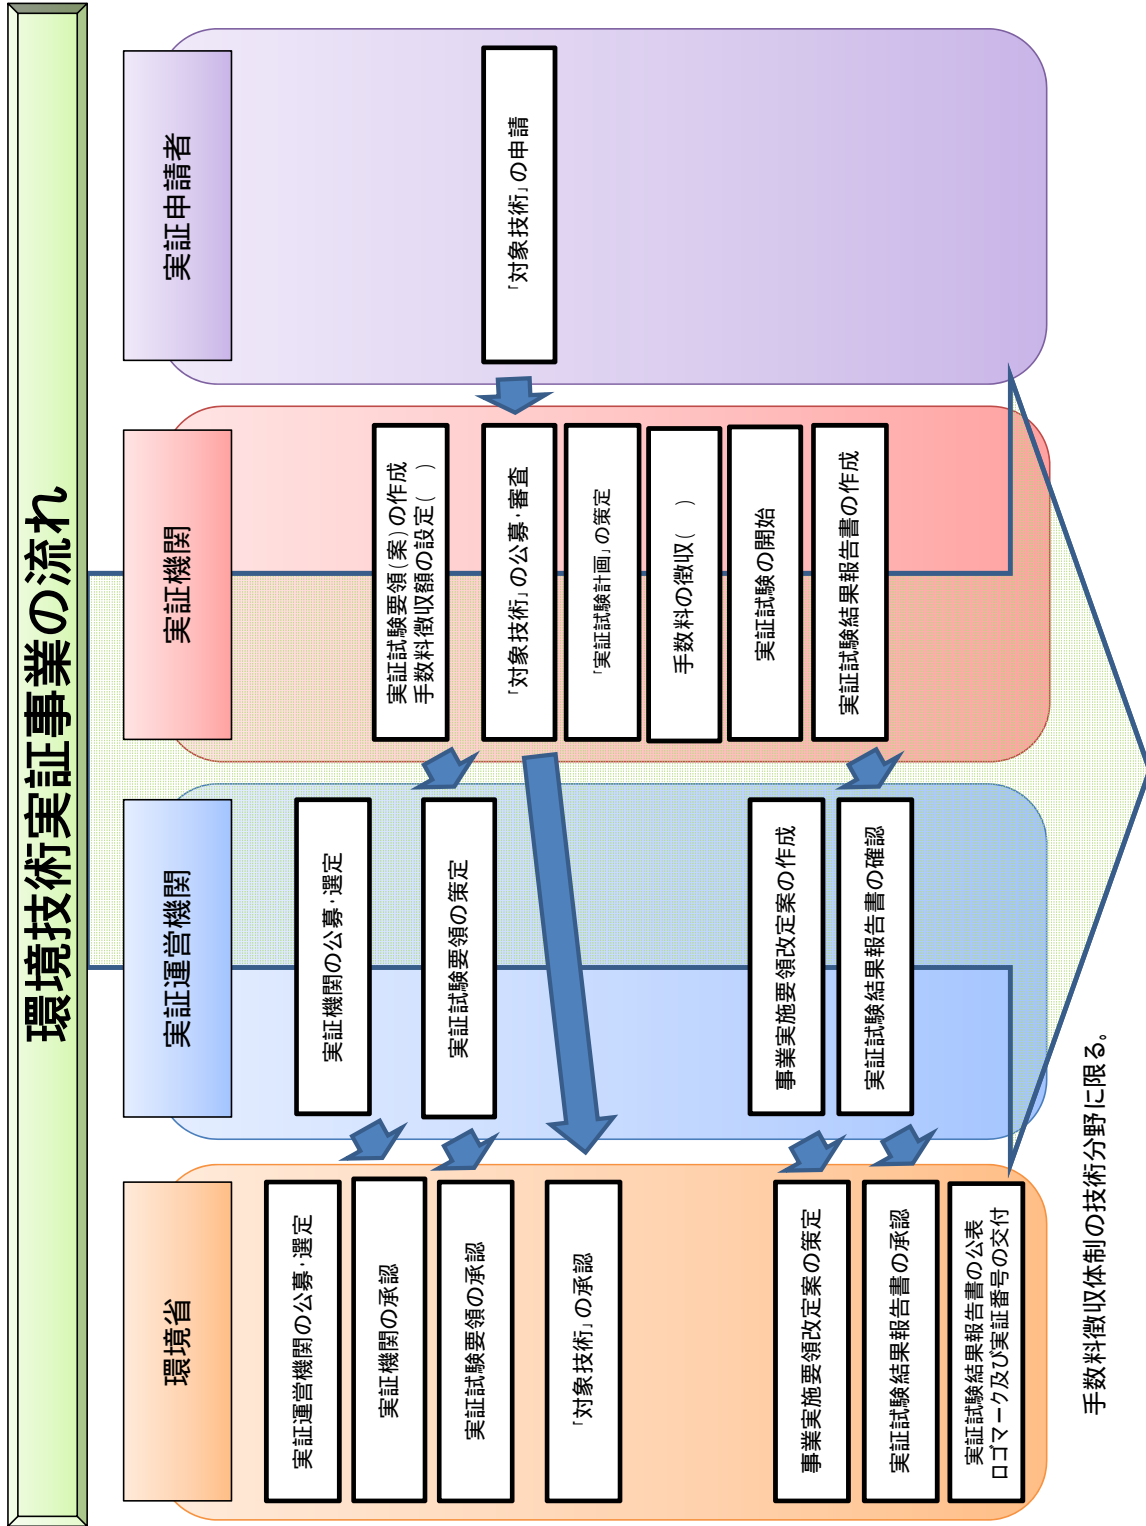 環境技術実証事業の流れ
環境省
実証運営機関の公募・選定
実証機関の承認
実証試験要領の承認
「対象技術」の承認
事業実施要領改定案の策定
実証試験結果報告書の承認
実証試験結果報告書の公表
ロゴマーク及び実証番号の交付
実証運営機関
実証機関の公募・選定
実証試験要領の策定
事業実施要領改定案の作成
実証試験結果報告書の確認
実証機関
実証試験要領(案)の作成
手数料徴収額の設定( )
「対象技術」の公募・審査
「実証試験計画」の策定
手数料の徴収( )
実証試験の開始
実証試験結果報告書の作成
実証申請者
「対象技術」の申請
手数料徴収体制の技術分野に限る。